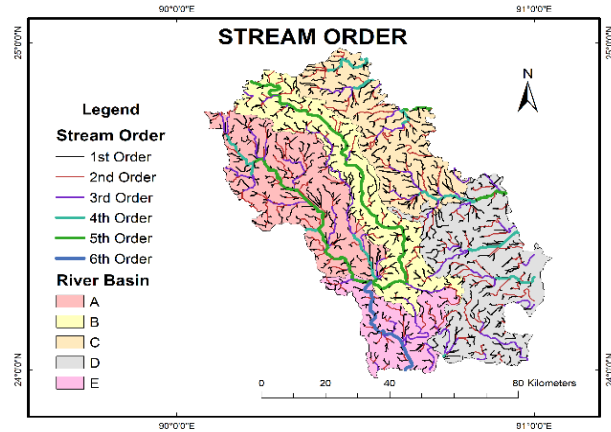 90°0'0"E
91°0'0"E
STREAM ORDER
25°0'0"N
25°0'0"N
N
Legend
Stream Order
1st Order
2nd Order
3rd Order
4th Order
5th Order
6th Order
River Basin
A
B
C
D
E
24°0'0"N
24°0'0"N
0 20 40 80 Kilometers
90°0'0"E
91°0'0"E